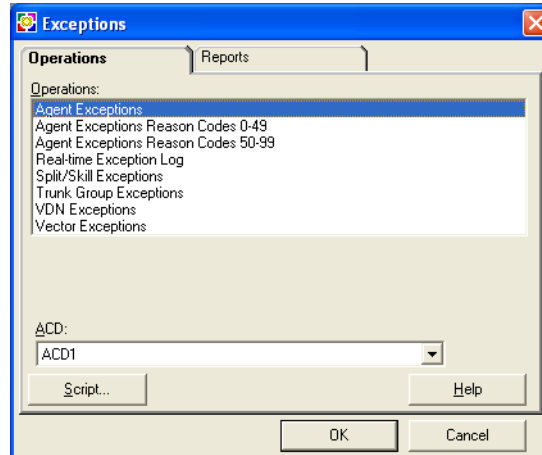 Exceptions
Operations Reports
Operations:
Agent Exceptions
Agent Exceptions Reason Codes 0-49
Agent Exceptions Reason Codes 50-99
Real-time Exception Log
Split/Skill Exceptions
Trunk Group Exceptions
VDN Exceptions
Vector Exceptions
ACD:
ACD1
Script... Help
OK Cancel